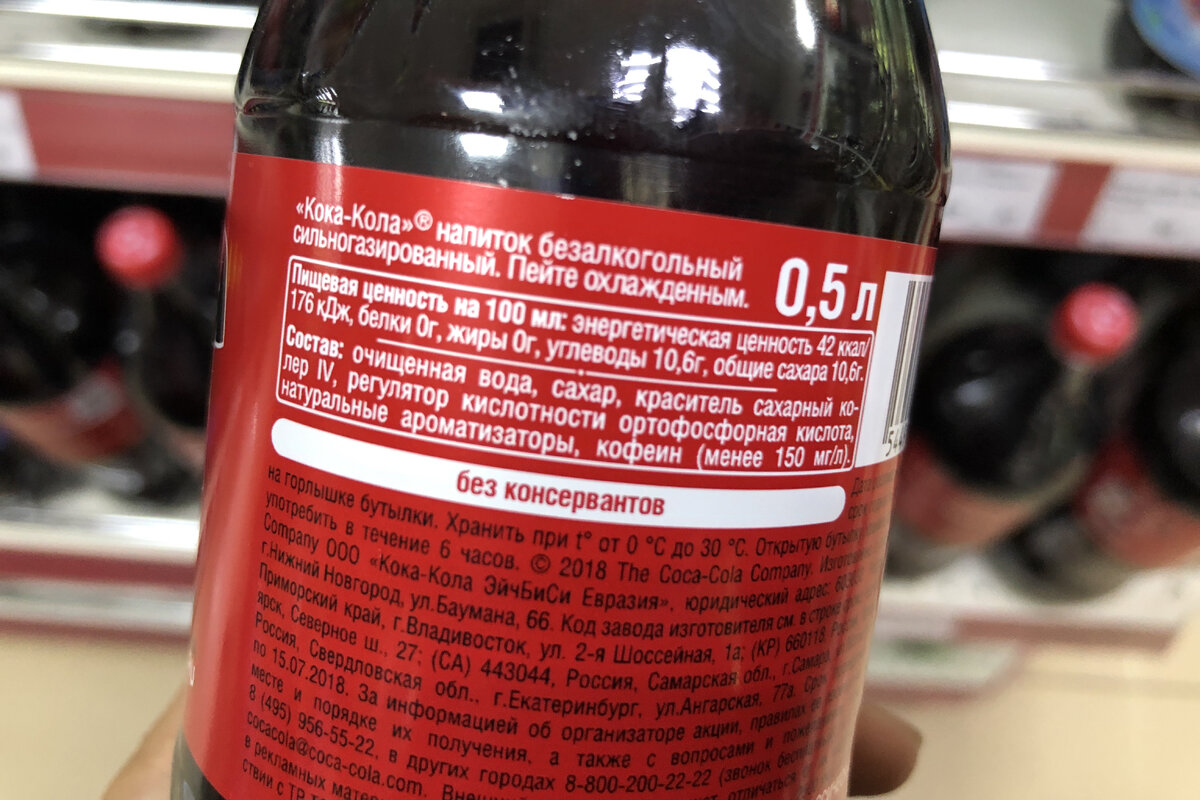 «Кока-Кола»® напиток безалкогольный
сильногазированный. Пейте охлажденным.
0,5 л
Пищевая ценность на 100 мл: энергетическая ценность 42 ккал/
176 кДж, белки 0г, жиры 0г, углеводы 10,6г, общие сахара 10,6г.
Состав: очищенная вода, сахар, краситель сахарный ко-
лер IV, регулятор кислотности ортофосфорная кислота,
натуральные ароматизаторы, кофеин (менее 150 мг/л).
без консервантов
на горлышке бутылки. Хранить при t° от 0 °C до 30 °C. Открытую
употребить в течение 6 часов. © 2018 The Coca-Cola Company.
Company ООО «Кока-Кола ЭйчБиСи Евразия», юридический адрес:
г.Нижний Новгород, ул.Баумана, 66. Код завода изготовителя см. в строке
Приморский край, г.Владивосток, ул. 2-я Шоссейная, 1а; (КР) 660118,
ярск, Северное ш., 27; (СА) 443044, Россия, Самарская обл., г.Самара,
Россия, Свердловская обл., г.Екатеринбург, ул.Ангарская, 77а.
по 15.07.2018. За информацией об организаторе акции, правилах
месте и порядке их получения, а также с вопросами и
8 (495) 956-55-22, в других городах 8-800-200-22-22 (звонок
cocacola@coca-cola.com.
в рекламных
ствии с ТР